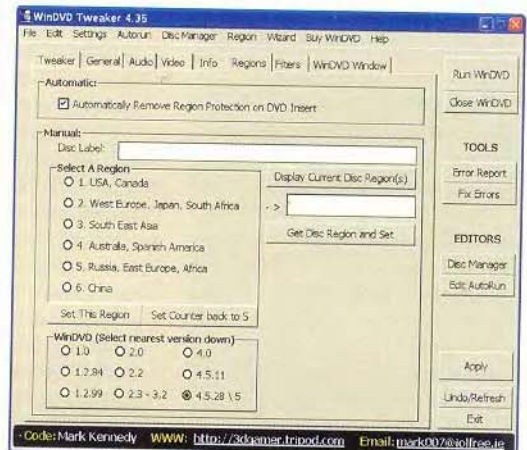 WinDVD Tweaker 4.35
File Edit Settings Autorun Disc Manager Region Wizard Buy WinDVD Help
Tweaker General Audio Video Info Regions Filters WinDVD Window
Automatic:
Automatically Remove Region Protection on DVD Insert
Manual:
Disc Label:
Select A Region
1. USA, Canada
2. West Europe, Japan, South Africa
3. South East Asia
4. Australa, Spanish America
5. Russia, East Europe, Africa
6. China
Set This Region Set Counter back to 5
Display Current Disc Region(s)
- >
Get Disc Region and Set
WinDVD (Select nearest version down)
1.0 2.0 4.0
1.2.84 2.2 4.5.11
1.2.99 2.3 - 3.2 4.5.28 \ 5
Run WinDVD
Close WinDVD
TOOLS
Error Report
Fix Errors
EDITORS
Disc Manager
Edit AutoRun
Apply
Undo/Refresh
Exit
Code: Mark Kennedy WWW: http://3dgamer.tripod.com Email: mark007@iolfree.ie